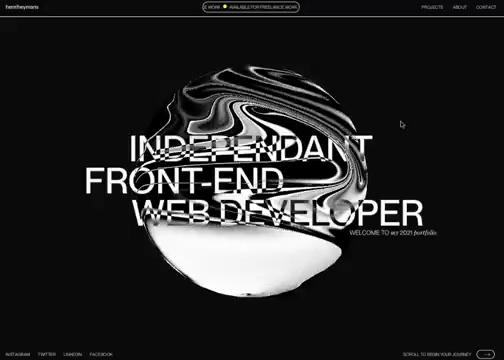 henriheymans
E WORK AVAILABLE FOR FREELANCE WORK
PROJECTS ABOUT CONTACT
INDEPENDANT
FRONT-END
WEB DEVELOPER
WELCOME TO my 2021 portfolio.
INSTAGRAM TWITTER LINKEDIN FACEBOOK
SCROLL TO BEGIN YOUR JOURNEY